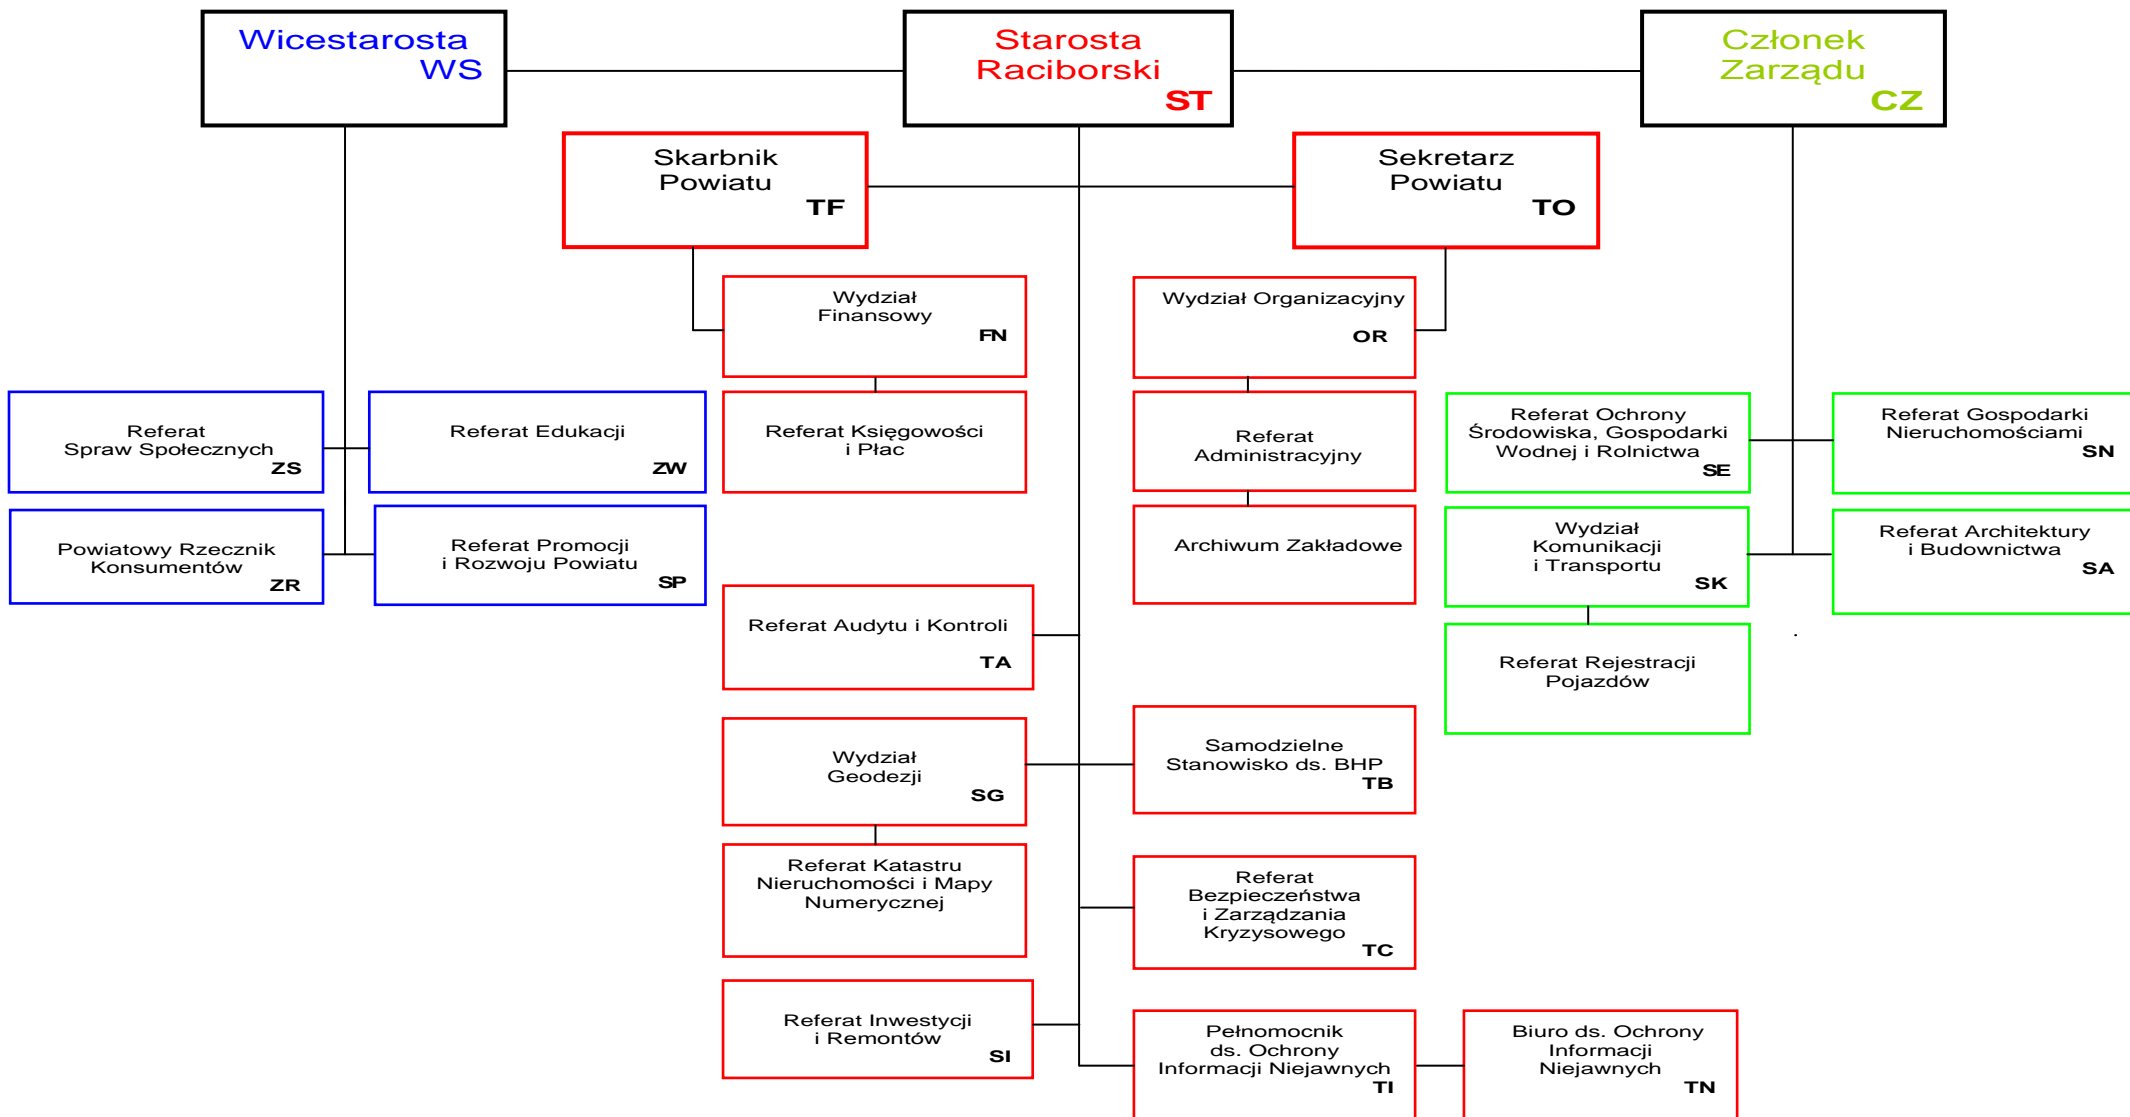 Wicestarosta
WS
Starosta
Raciborski
ST
Członek
Zarządu
CZ
Skarbnik
Powiatu
TF
Sekretarz
Powiatu
TO
Wydział
Finansowy
FN
Wydział Organizacyjny
OR
Referat
Spraw Społecznych
ZS
Referat Edukacji
ZW
Referat Księgowości
i Płac
Referat
Administracyjny
Referat Ochrony
Środowiska, Gospodarki
Wodnej i Rolnictwa
SE
Referat Gospodarki
Nieruchomościami
SN
Powiatowy Rzecznik
Konsumentów
ZR
Referat Promocji
i Rozwoju Powiatu
SP
Archiwum Zakładowe
Wydział
Komunikacji
i Transportu
SK
Referat Architektury
i Budownictwa
SA
Referat Audytu i Kontroli
TA
Referat Rejestracji
Pojazdów
Wydział
Geodezji
SG
Samodzielne
Stanowisko ds. BHP
TB
Referat Katastru
Nieruchomości i Mapy
Numerycznej
Referat
Bezpieczeństwa
i Zarządzania
Kryzysowego
TC
Referat Inwestycji
i Remontów
SI
Pełnomocnik
ds. Ochrony
Informacji Niejawnych
TI
Biuro ds. Ochrony
Informacji
Niejawnych
TN